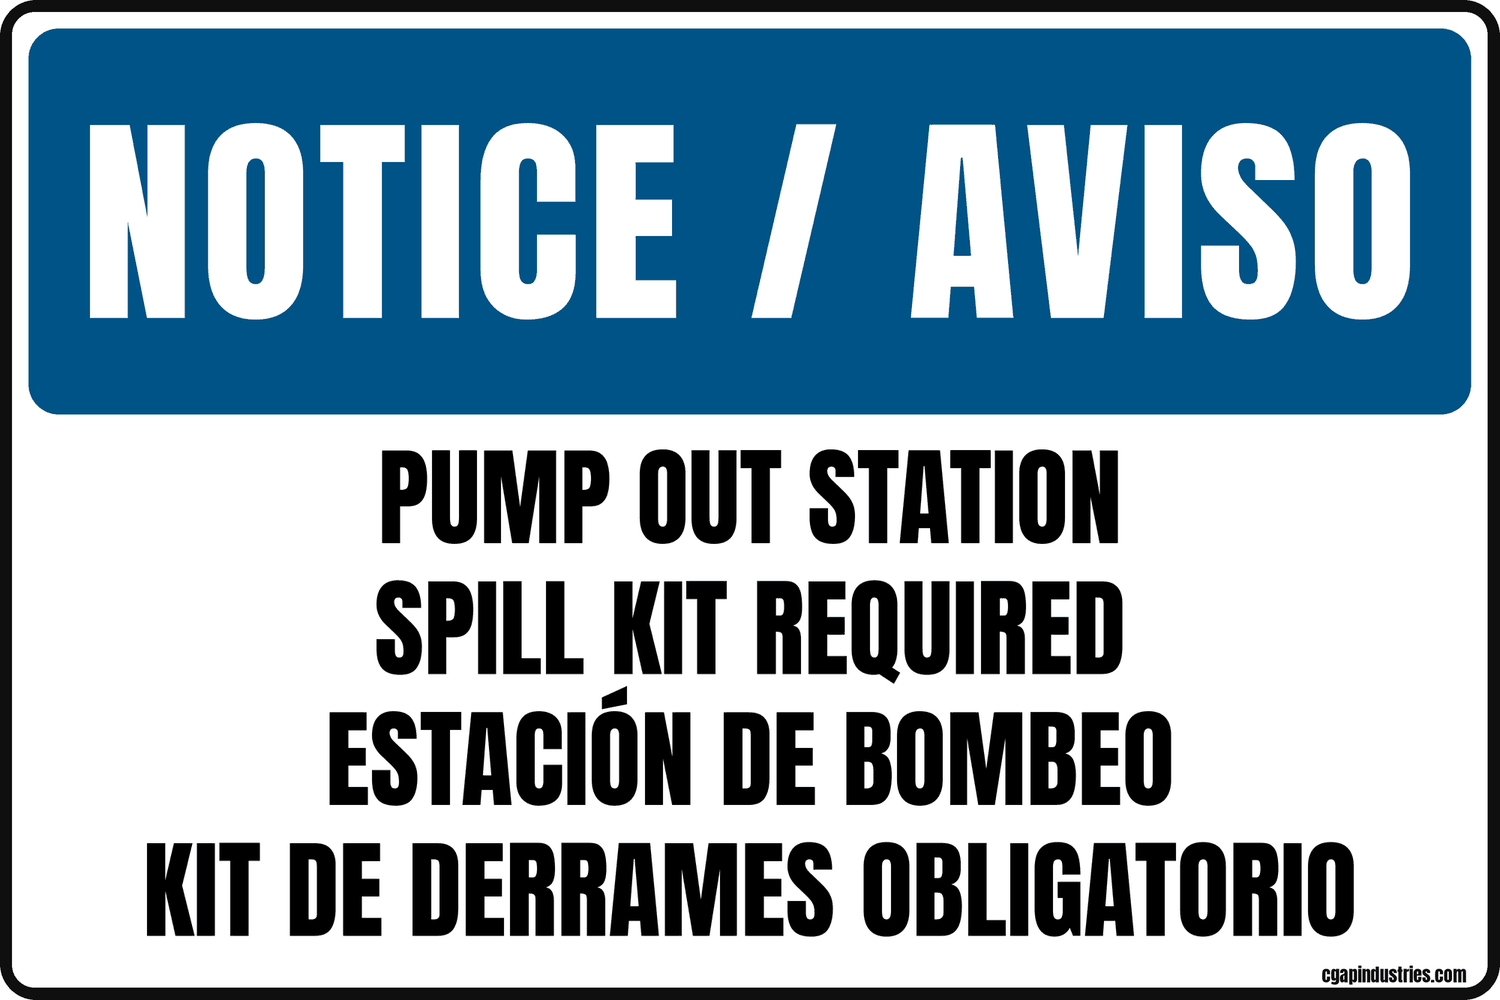 NOTICE / AVISO
PUMP OUT STATION
SPILL KIT REQUIRED
ESTACIÓN DE BOMBEO
KIT DE DERRAMES OBLIGATORIO
cgapindustries.com